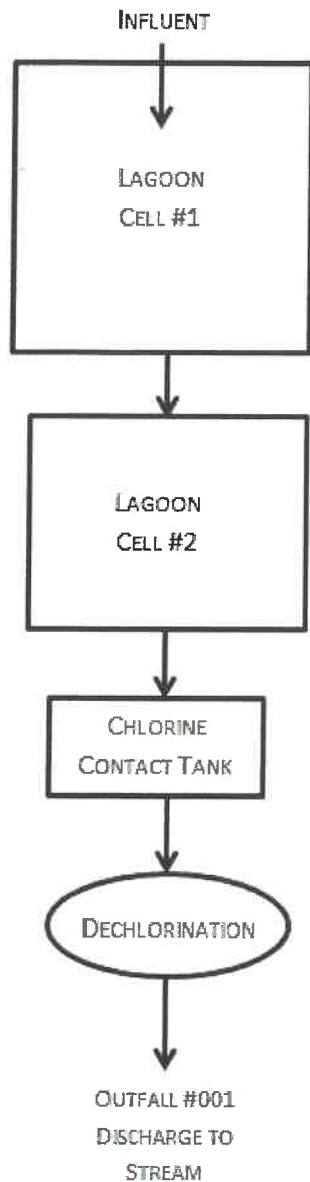 INFLUENT
LAGOON
CELL #1
LAGOON
CELL #2
CHLORINE
CONTACT TANK
DECHLORINATION
OUTFALL #001
DISCHARGE TO
STREAM